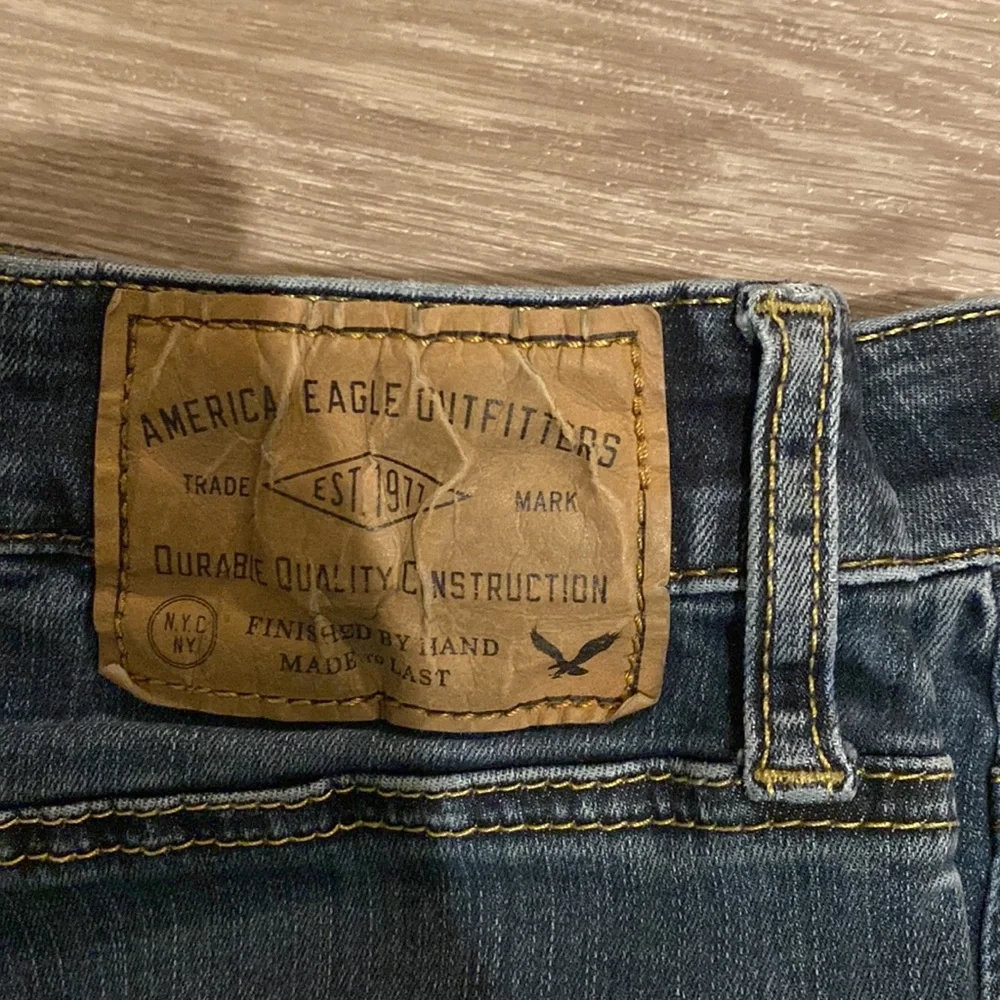 AMERICA EAGLE OUTFITTERS
TRADE EST. 1977 MARK
DURABLE QUALITY CONSTRUCTION
N.Y.C
NY
FINISHED BY HAND
MADE TO LAST